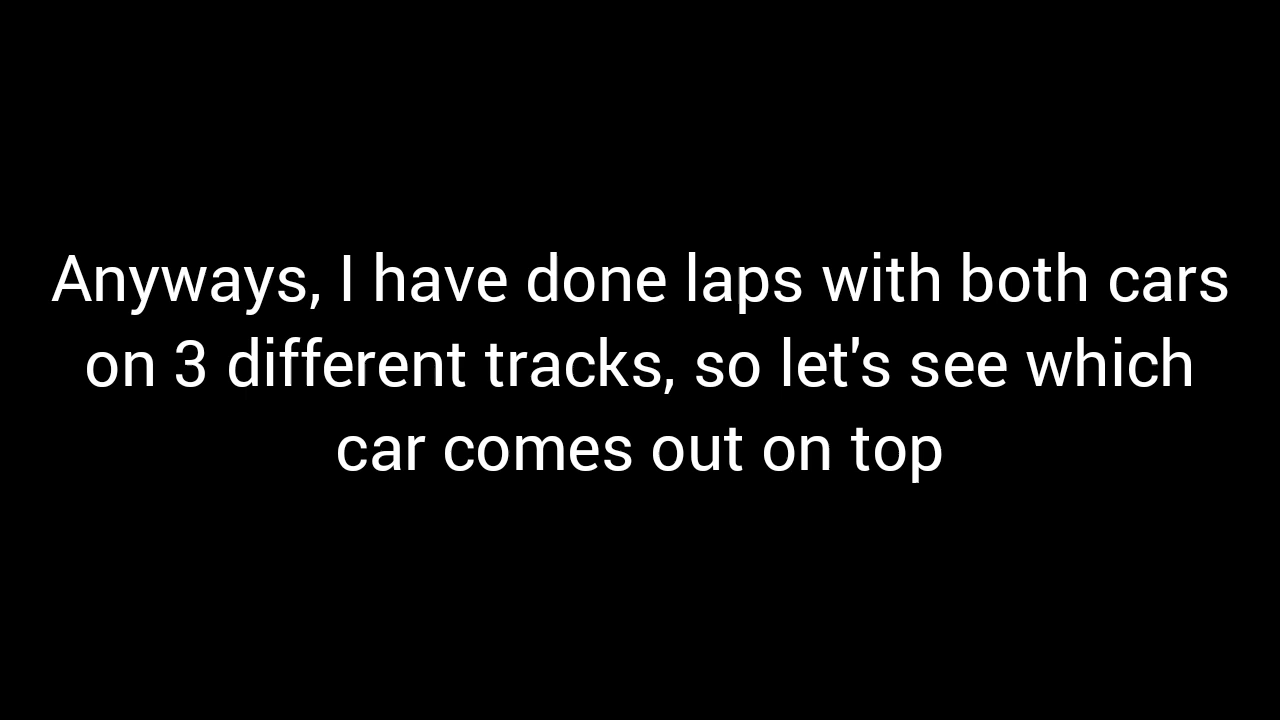 Anyways, I have done laps with both cars
on 3 different tracks, so let's see which
car comes out on top